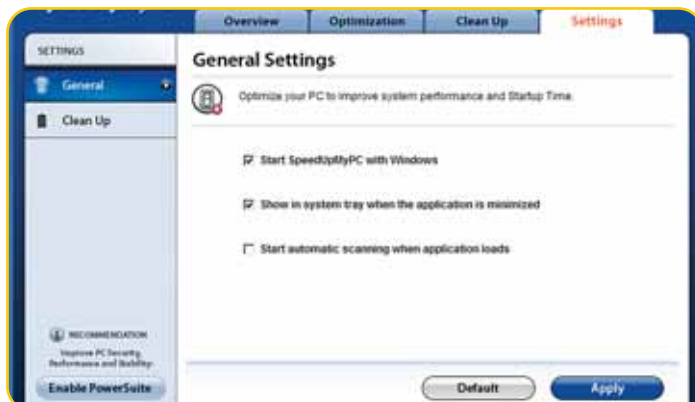 Overview
Optimization
Clean Up
Settings
SETTINGS
General
Clean Up
General Settings
Optimize your PC to improve system performance and Startup Time.
Start SpeedUpMyPC with Windows
Show in system tray when the application is minimized
Start automatic scanning when application loads
RECOMMENDATION
Improve PC Security,
Performance and Stability.
Enable PowerSuite
Default
Apply